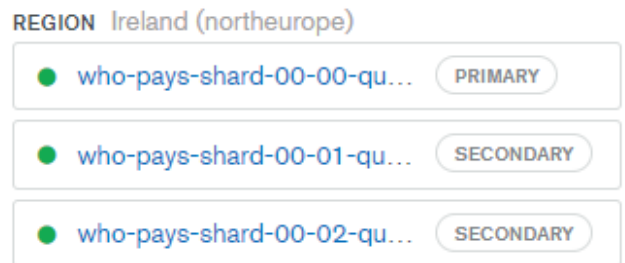 REGION Ireland (northeurope)
who-pays-shard-00-00-qu... PRIMARY
who-pays-shard-00-01-qu... SECONDARY
who-pays-shard-00-02-qu... SECONDARY